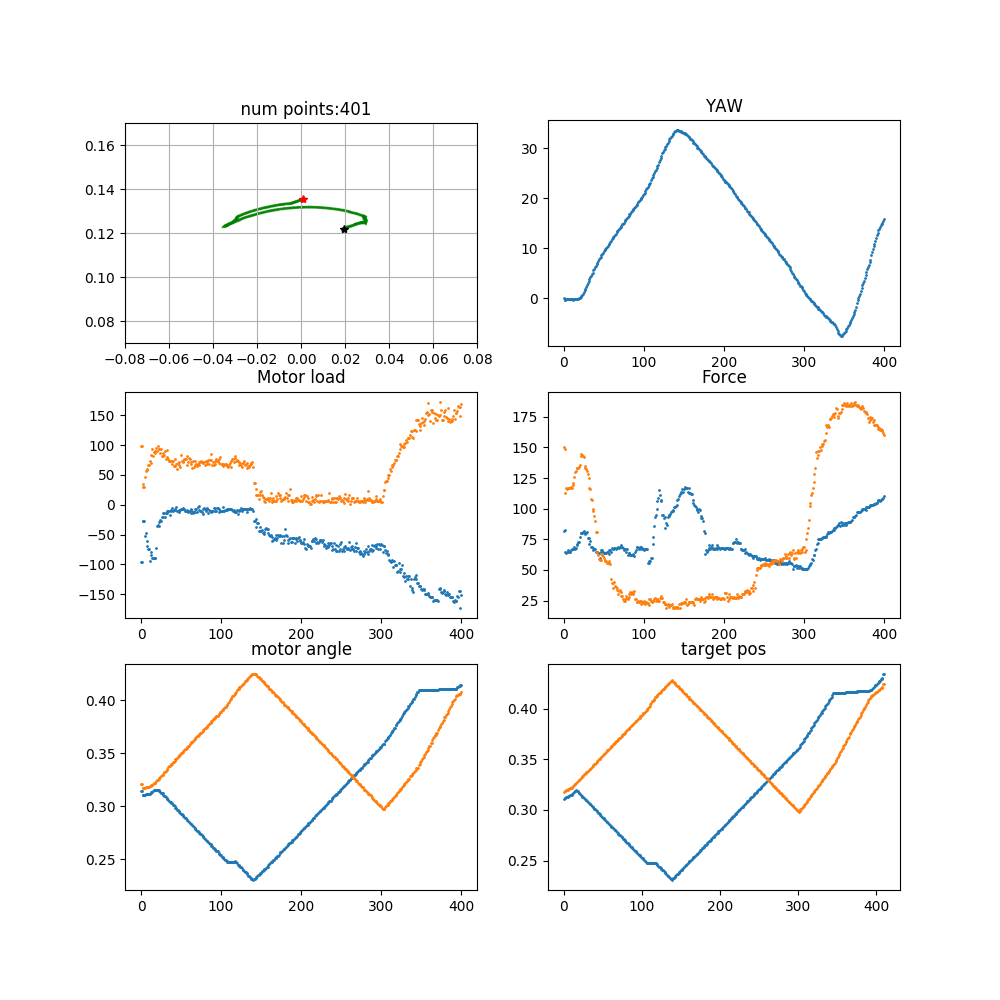 num points:401
YAW
0.16
0.14
0.12
0.10
0.08
−0.08 −0.06 −0.04 −0.02 0.00 0.02 0.04 0.06 0.08
30
20
10
0
0 100 200 300 400
Motor load
Force
150
100
50
0
−50
−100
−150
0 100 200 300 400
175
150
125
100
75
50
25
0 100 200 300 400
motor angle
target pos
0.40
0.35
0.30
0.25
0 100 200 300 400
0.40
0.35
0.30
0.25
0 100 200 300 400